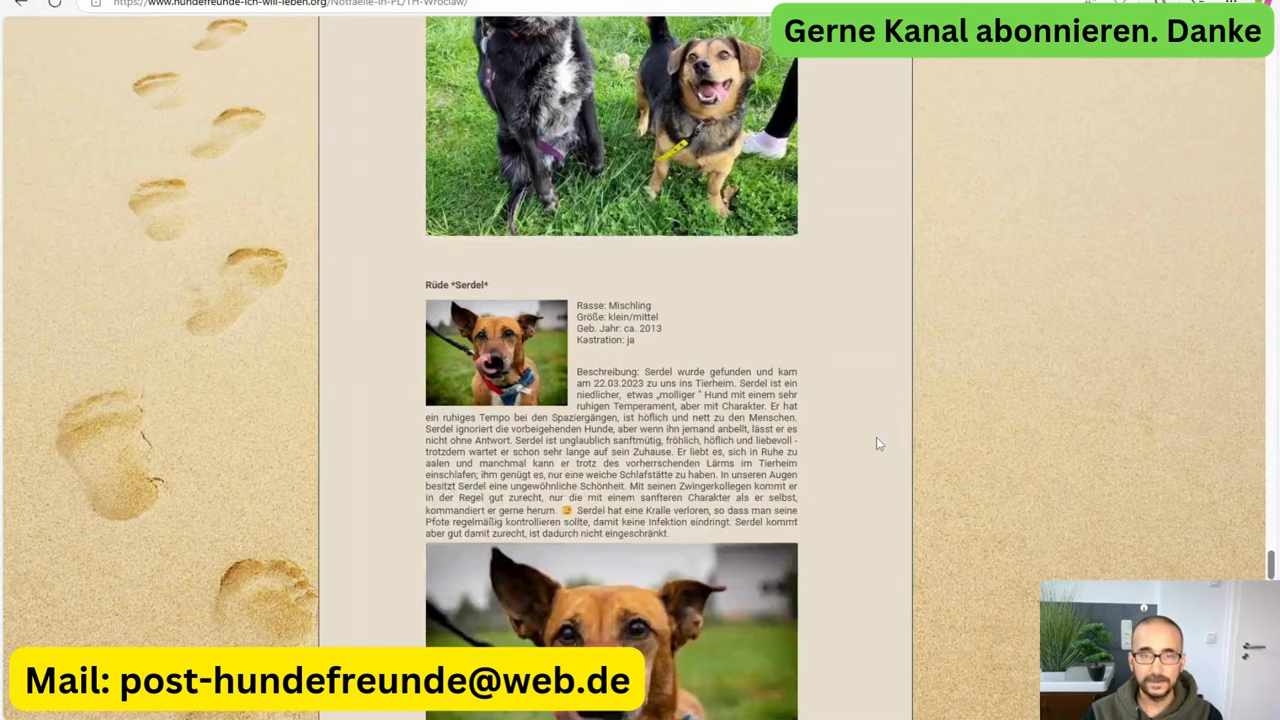 https://www.hundefreunde-ich-will-leben.org/Notfaelle-in-PL/TH-Wroclaw/
Gerne Kanal abonnieren. Danke
Rüde *Serdel*
Rasse: Mischling
Größe: klein/mittel
Geb. Jahr: ca. 2013
Kastration: ja
Beschreibung: Serdel wurde gefunden und kam
am 22.03.2023 zu uns ins Tierheim. Serdel ist ein
niedlicher, etwas „molliger " Hund mit einem sehr
ruhigen Temperament, aber mit Charakter. Er hat
ein ruhiges Tempo bei den Spaziergängen, ist höflich und nett zu den Menschen.
Serdel ignoriert die vorbeigehenden Hunde, aber wenn ihn jemand anbellt, lässt er es
nicht ohne Antwort. Serdel ist unglaublich sanftmütig, fröhlich, höflich und liebevoll -
trotzdem wartet er schon sehr lange auf sein Zuhause. Er liebt es, sich in Ruhe zu
aalen und manchmal kann er trotz des vorherrschenden Lärms im Tierheim
einschlafen; ihm genügt es, nur eine weiche Schlafstätte zu haben. In unseren Augen
besitzt Serdel eine ungewöhnliche Schönheit. Mit seinen Zwingerkollegen kommt er
in der Regel gut zurecht, nur die mit einem sanfteren Charakter als er selbst,
kommandiert er gerne herum. 😉 Serdel hat eine Kralle verloren, so dass man seine
Pfote regelmäßig kontrollieren sollte, damit keine Infektion eindringt. Serdel kommt
aber gut damit zurecht, ist dadurch nicht eingeschränkt.
Mail: post-hundefreunde@web.de